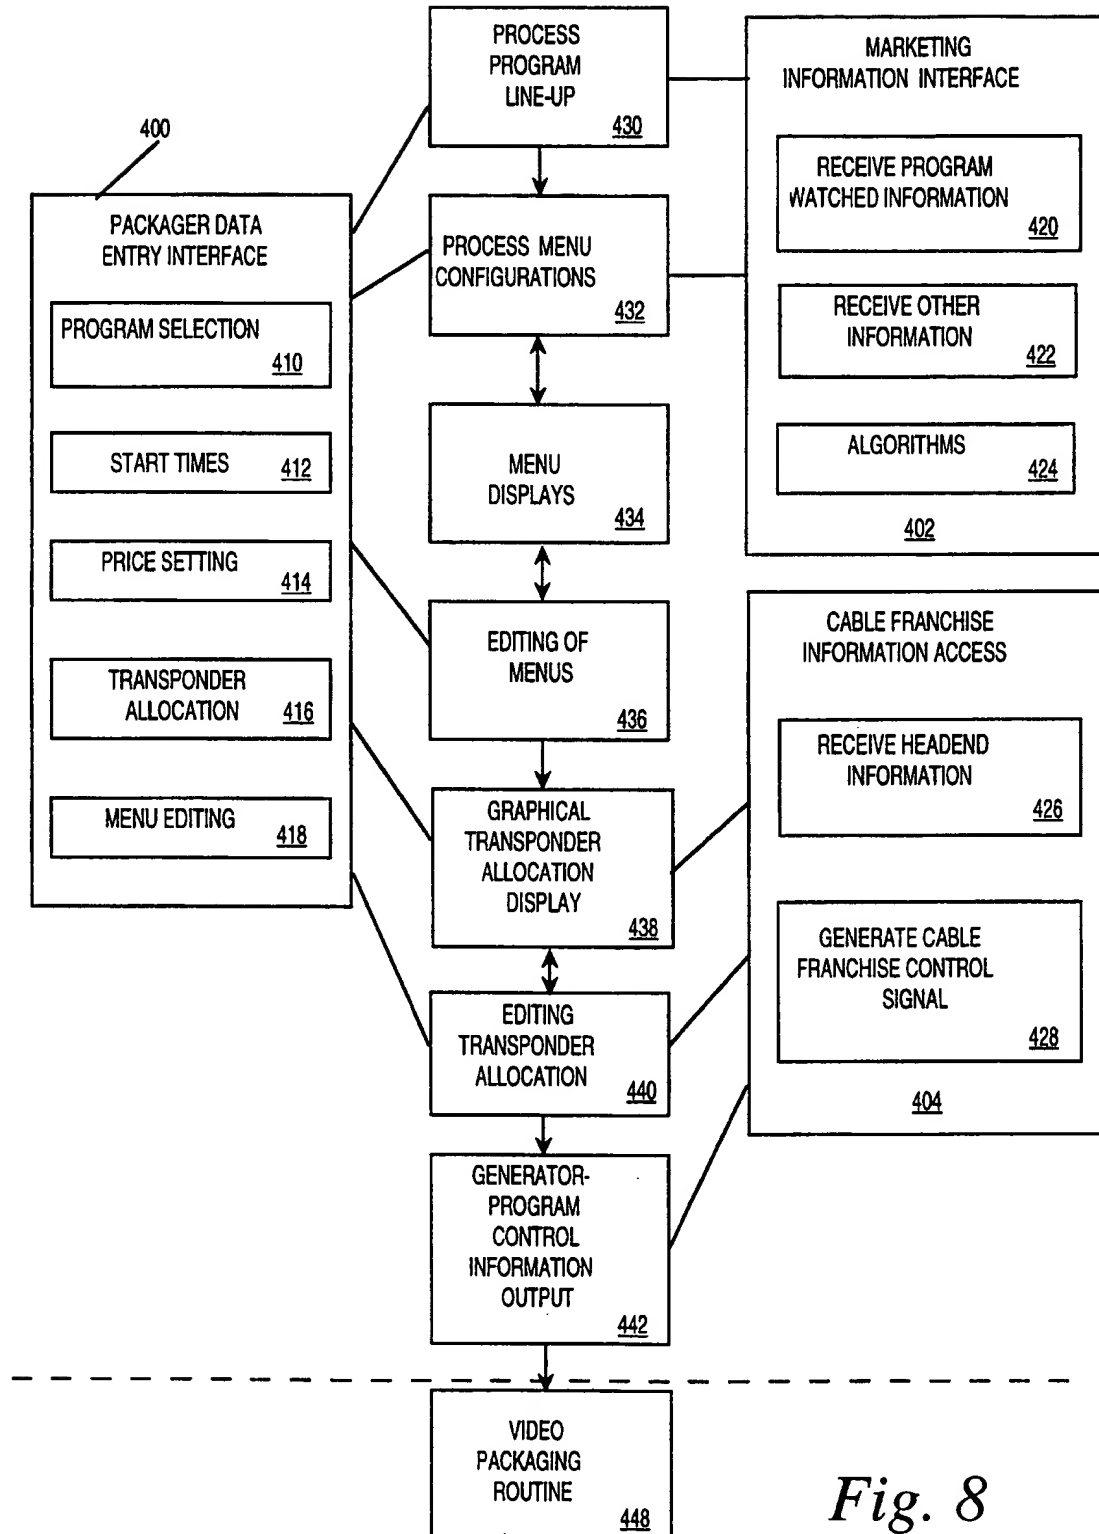 PROCESS
PROGRAM
LINE-UP
430
MARKETING
INFORMATION INTERFACE
RECEIVE PROGRAM
WATCHED INFORMATION
420
RECEIVE OTHER
INFORMATION
422
ALGORITHMS
424
402
400
PACKAGER DATA
ENTRY INTERFACE
PROGRAM SELECTION
410
START TIMES
412
PRICE SETTING
414
TRANSPONDER
ALLOCATION
416
MENU EDITING
418
PROCESS MENU
CONFIGURATIONS
432
MENU
DISPLAYS
434
EDITING OF
MENUS
436
GRAPHICAL
TRANSPONDER
ALLOCATION
DISPLAY
438
EDITING
TRANSPONDER
ALLOCATION
440
GENERATOR-
PROGRAM
CONTROL
INFORMATION
OUTPUT
442
CABLE FRANCHISE
INFORMATION ACCESS
RECEIVE HEADEND
INFORMATION
426
GENERATE CABLE
FRANCHISE CONTROL
SIGNAL
428
404
VIDEO
PACKAGING
ROUTINE
448
Fig. 8